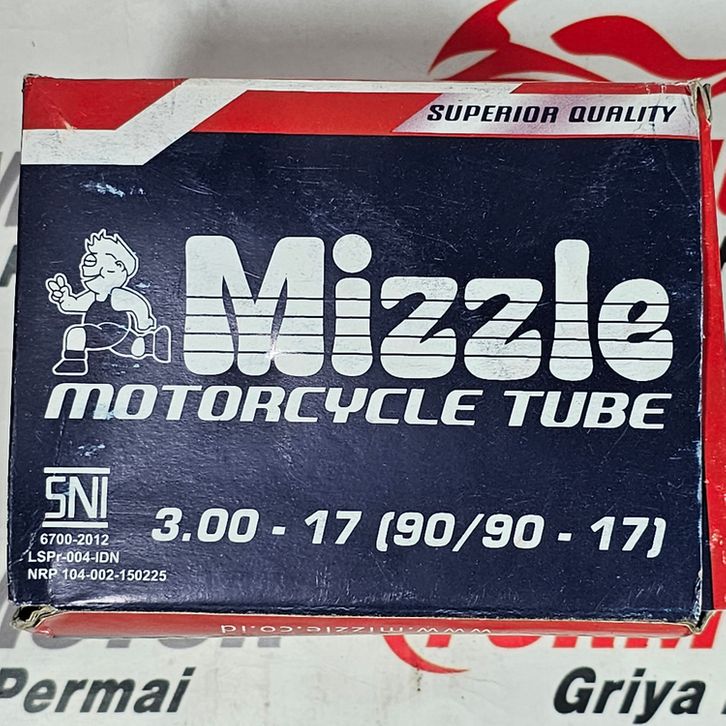 SUPERIOR QUALITY
Mizzle
MOTORCYCLE TUBE
SNI
6700-2012
LSPr-004-IDN
NRP 104-002-150225
3.00 - 17 (90/90 - 17)
www.mizzle.co.id
Permai
Griya